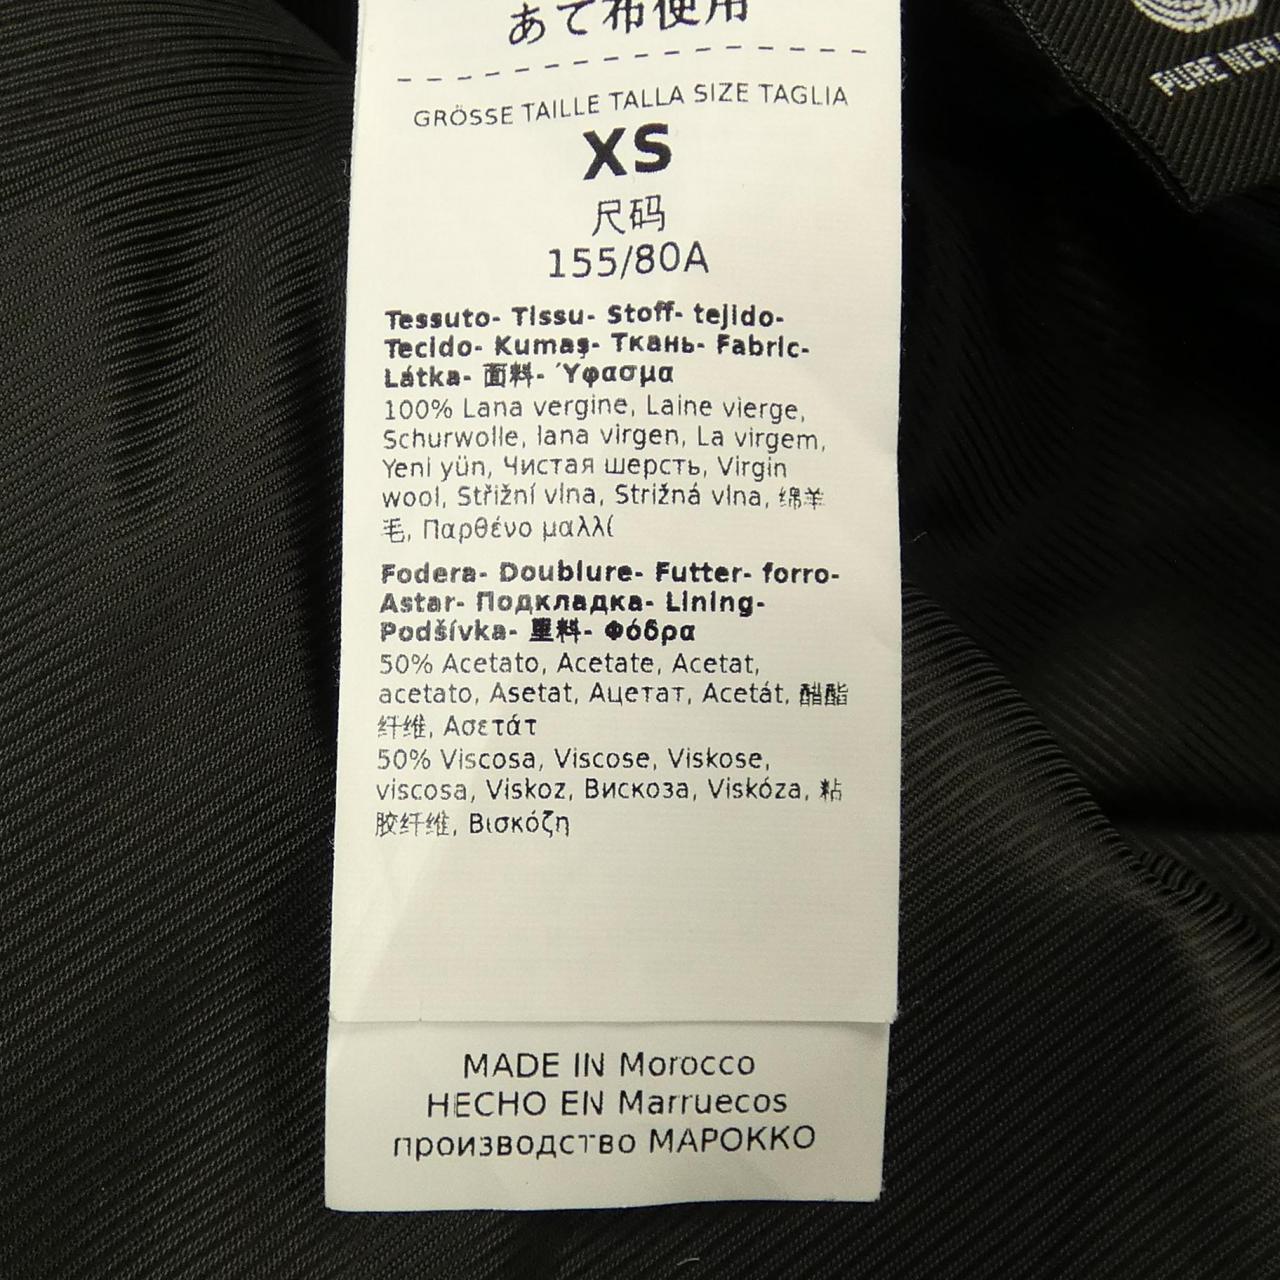 あて布使用
PURE NEW
GRÖSSE TAILLE TALLA SIZE TAGLIA
XS
尺码
155/80A
Tessuto- Tissu- Stoff- tejido-
Tecido- Kumaş- Ткань- Fabric-
Látka- 面料- Ύφασμα
100% Lana vergine, Laine vierge,
Schurwolle, lana virgen, La virgem,
Yeni yün, Чистая шерсть, Virgin
wool, Střižní vlna, Strižná vlna, 绵羊
毛, Παρθένο μαλλί
Fodera- Doublure- Futter- forro-
Astar- Подкладка- Lining-
Podšívka- 里料- Φόδρα
50% Acetato, Acetate, Acetat,
acetato, Asetat, Ацетат, Acetát, 醋酯
纤维, Ασετάτ
50% Viscosa, Viscose, Viskose,
viscosa, Viskoz, Вискоза, Viskóza, 粘
胶纤维, Βισκόζη
MADE IN Morocco
HECHO EN Marruecos
производство МАРОККО